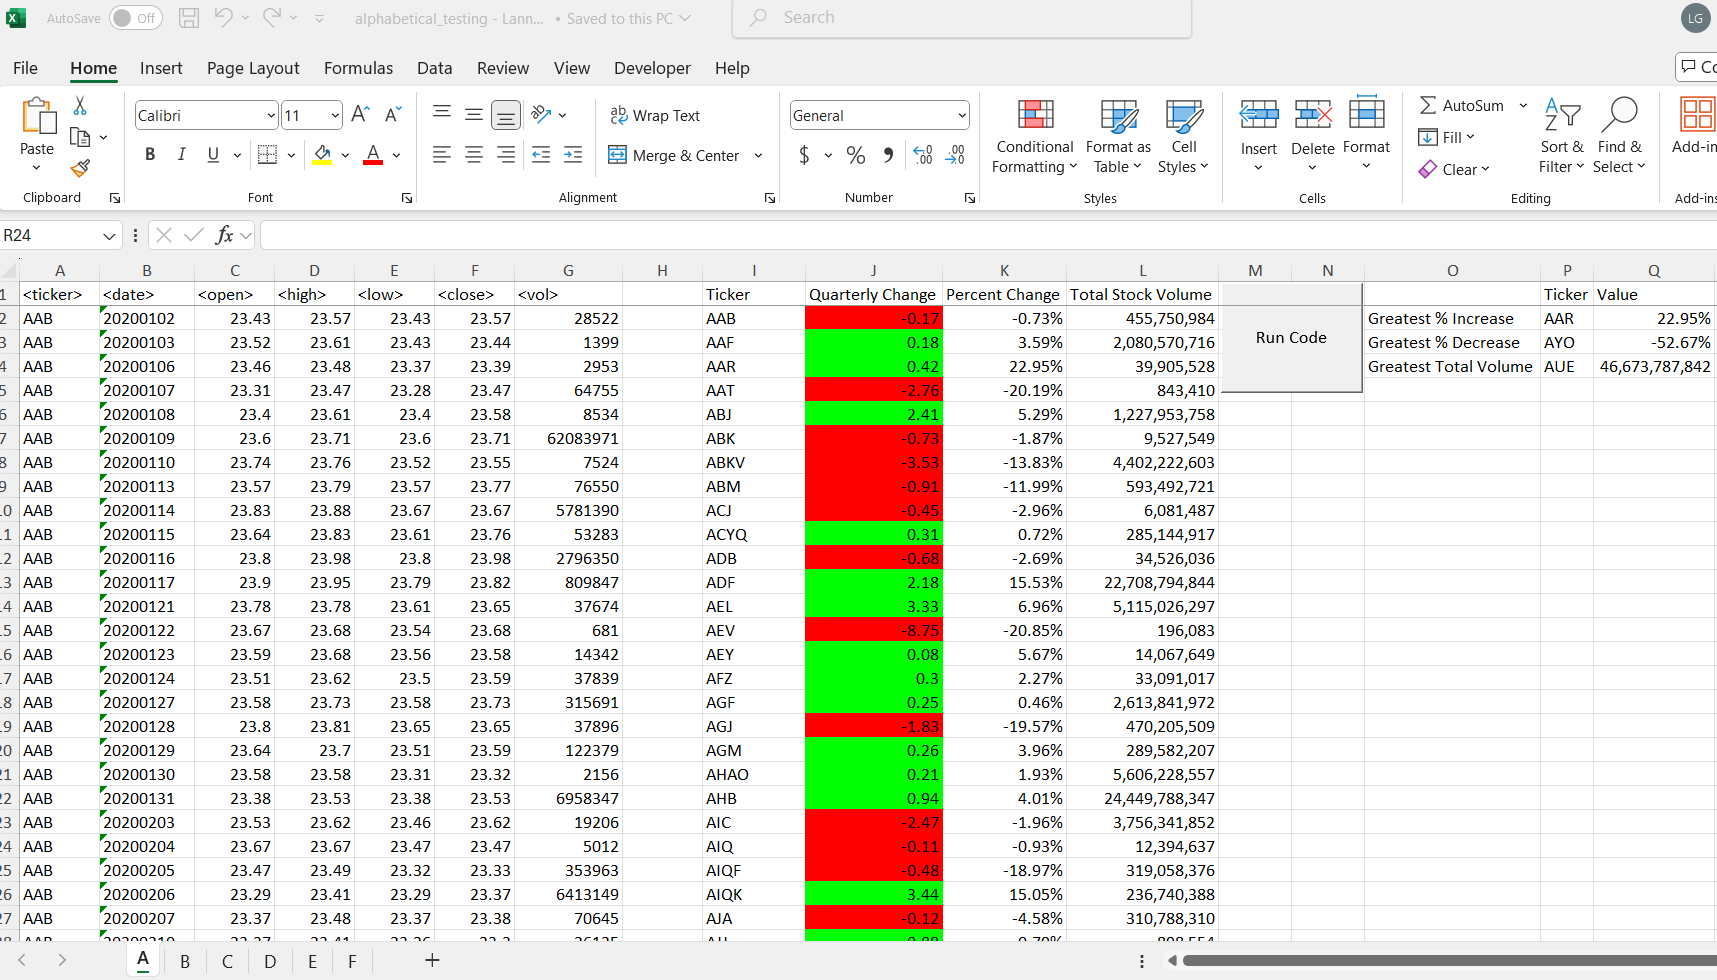 AutoSave Off alphabetical_testing - Lann... • Saved to this PC Search LG
File Home Insert Page Layout Formulas Data Review View Developer Help
Paste
Clipboard
Calibri 11
B I U A
Font
Wrap Text
Merge & Center
Alignment
General
$ % 9
Number
Conditional Formatting
Format as Table
Cell Styles
Styles
Insert Delete Format
Cells
AutoSum
Fill
Clear
Sort & Filter
Find & Select
Editing
R24 fx
A B C D E F G H I J K L M N O P Q
1 <ticker> <date> <open> <high> <low> <close> <vol> Ticker Quarterly Change Percent Change Total Stock Volume Ticker Value
2 AAB 20200102 23.43 23.57 23.43 23.57 28522 AAB -0.17 -0.73% 455,750,984 Greatest % Increase AAR 22.95%
3 AAB 20200103 23.52 23.61 23.43 23.44 1399 AAF 0.18 3.59% 2,080,570,716 Run Code Greatest % Decrease AYO -52.67%
4 AAB 20200106 23.46 23.48 23.37 23.39 2953 AAR 0.42 22.95% 39,905,528 Greatest Total Volume AUE 46,673,787,842
5 AAB 20200107 23.31 23.47 23.28 23.47 64755 AAT -2.76 -20.19% 843,410
6 AAB 20200108 23.4 23.61 23.4 23.58 8534 ABJ 2.41 5.29% 1,227,953,758
7 AAB 20200109 23.6 23.71 23.6 23.71 62083971 ABK -0.73 -1.87% 9,527,549
8 AAB 20200110 23.74 23.76 23.52 23.55 7524 ABKV -3.53 -13.83% 4,402,222,603
9 AAB 20200113 23.57 23.79 23.57 23.77 76550 ABM -0.91 -11.99% 593,492,721
AAB 20200114 23.83 23.88 23.67 23.67 5781390 ACJ -0.45 -2.96% 6,081,487
AAB 20200115 23.64 23.83 23.61 23.76 53283 ACYQ 0.31 0.72% 285,144,917
AAB 20200116 23.8 23.98 23.8 23.98 2796350 ADB -0.68 -2.69% 34,526,036
AAB 20200117 23.9 23.95 23.79 23.82 809847 ADF 2.18 15.53% 22,708,794,844
AAB 20200121 23.78 23.78 23.61 23.65 37674 AEL 3.33 6.96% 5,115,026,297
AAB 20200122 23.67 23.68 23.54 23.68 681 AEV -8.75 -20.85% 196,083
AAB 20200123 23.59 23.68 23.56 23.58 14342 AEY 0.08 5.67% 14,067,649
AAB 20200124 23.51 23.62 23.5 23.59 37839 AFZ 0.3 2.27% 33,091,017
AAB 20200127 23.58 23.73 23.58 23.73 315691 AGF 0.25 0.46% 2,613,841,972
AAB 20200128 23.8 23.81 23.65 23.65 37896 AGJ -1.83 -19.57% 470,205,509
AAB 20200129 23.64 23.7 23.51 23.59 122379 AGM 0.26 3.96% 289,582,207
AAB 20200130 23.58 23.58 23.31 23.32 2156 AHAO 0.21 1.93% 5,606,228,557
AAB 20200131 23.38 23.53 23.38 23.53 6958347 AHB 0.94 4.01% 24,449,788,347
AAB 20200203 23.53 23.62 23.46 23.62 19206 AIC -2.47 -1.96% 3,756,341,852
AAB 20200204 23.67 23.67 23.47 23.47 5012 AIQ -0.11 -0.93% 12,394,637
AAB 20200205 23.47 23.49 23.32 23.33 353963 AIQF -0.48 -18.97% 319,058,376
AAB 20200206 23.29 23.41 23.29 23.37 6413149 AIQK 3.44 15.05% 236,740,388
AAB 20200207 23.37 23.48 23.37 23.38 70645 AJA -0.12 -4.58% 310,788,310
A B C D E F +